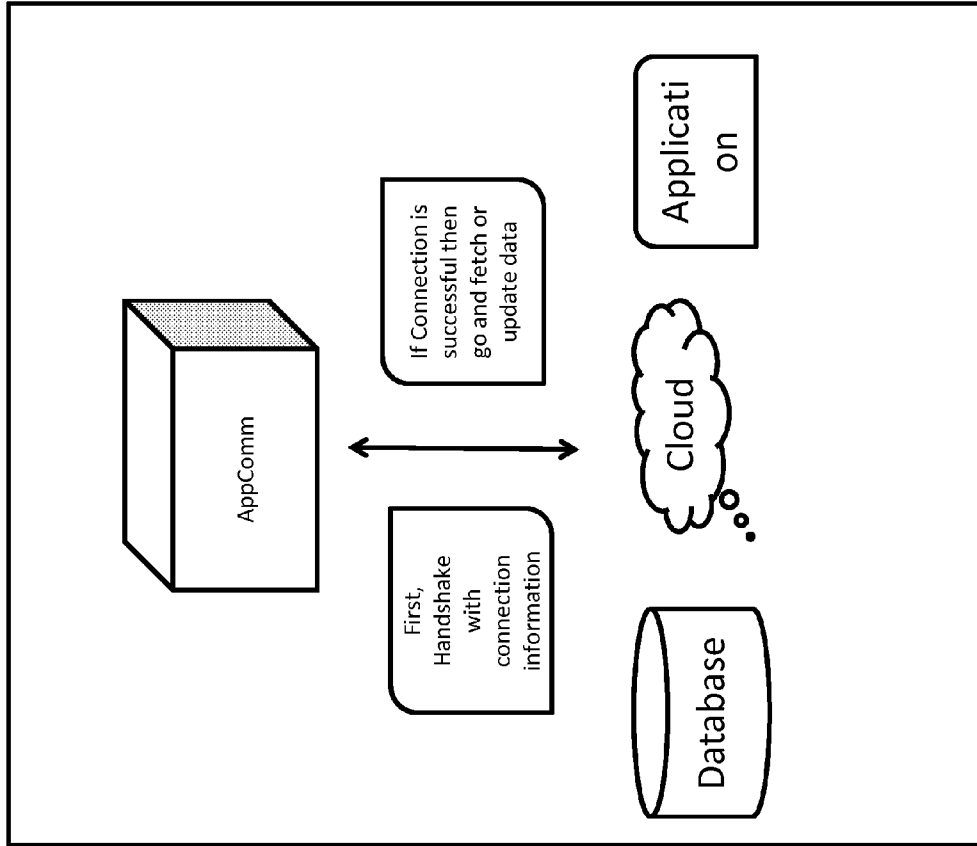 AppComm
First,
Handshake
with
connection
information
If Connection is
successful then
go and fetch or
update data
Database
Cloud
Applicati
on